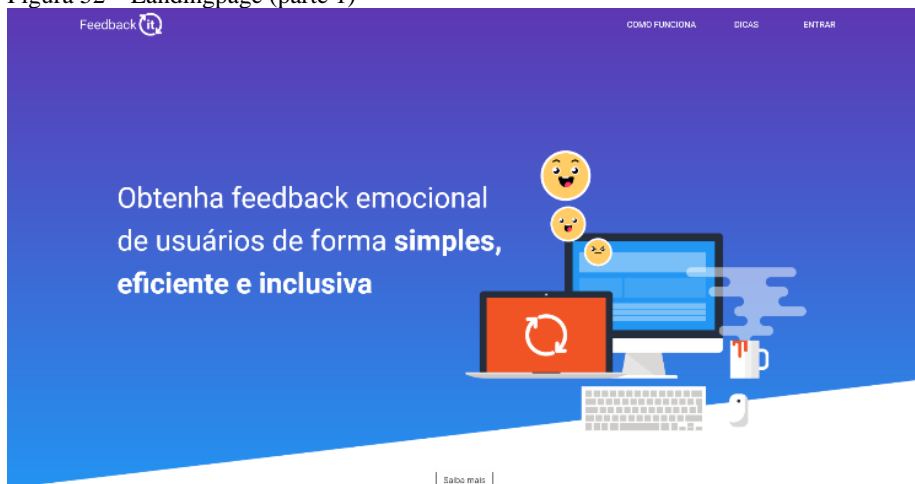 Figura 32 – Landingpage (parte 1)
Feedback it
COMO FUNCIONA DICAS ENTRAR
Obtenha feedback emocional
de usuários de forma simples,
eficiente e inclusiva
Saiba mais